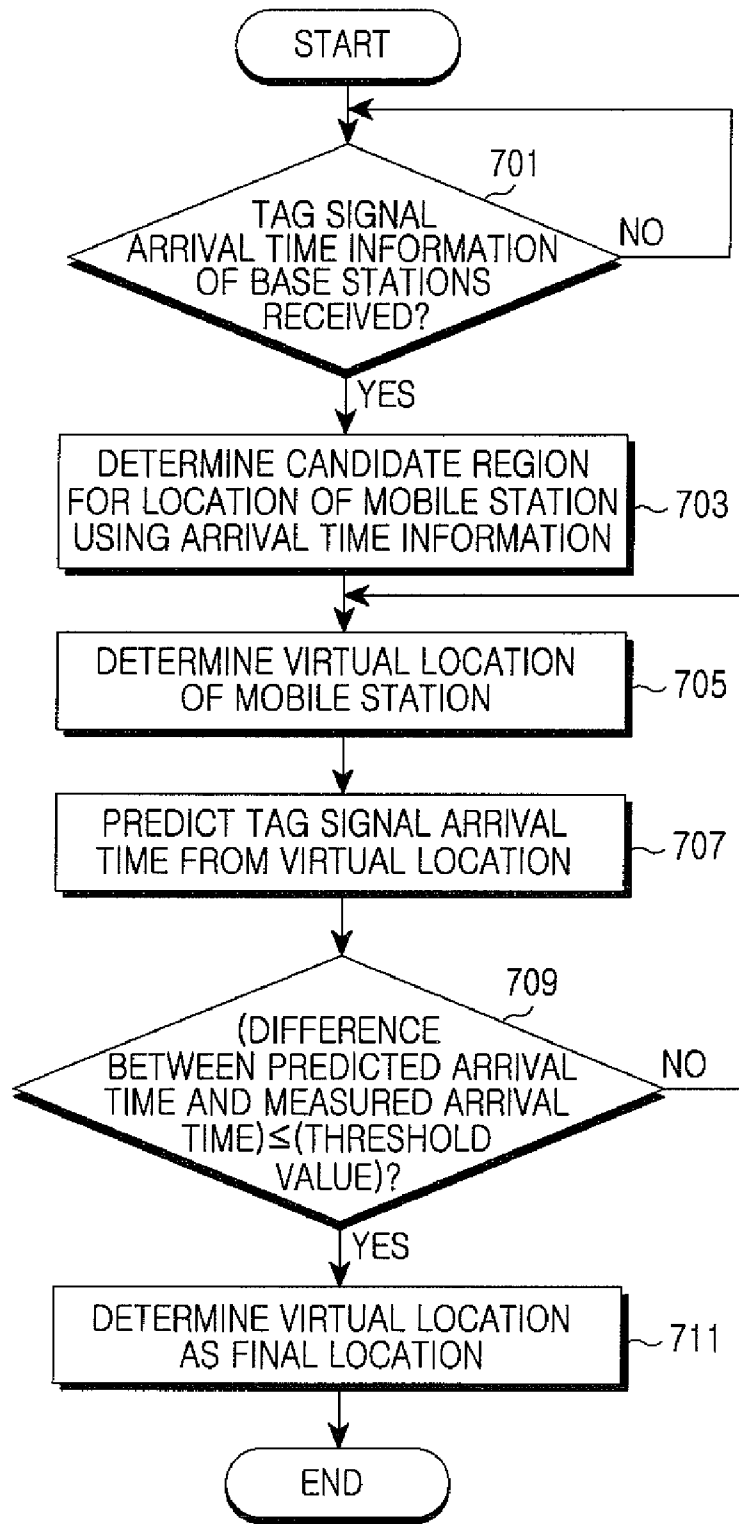 START
701
TAG SIGNAL
ARRIVAL TIME INFORMATION
OF BASE STATIONS
RECEIVED?
NO
YES
DETERMINE CANDIDATE REGION
FOR LOCATION OF MOBILE STATION
USING ARRIVAL TIME INFORMATION
703
DETERMINE VIRTUAL LOCATION
OF MOBILE STATION
705
PREDICT TAG SIGNAL ARRIVAL
TIME FROM VIRTUAL LOCATION
707
709
(DIFFERENCE
BETWEEN PREDICTED ARRIVAL
TIME AND MEASURED ARRIVAL
TIME)≤(THRESHOLD
VALUE)?
NO
YES
DETERMINE VIRTUAL LOCATION
AS FINAL LOCATION
711
END